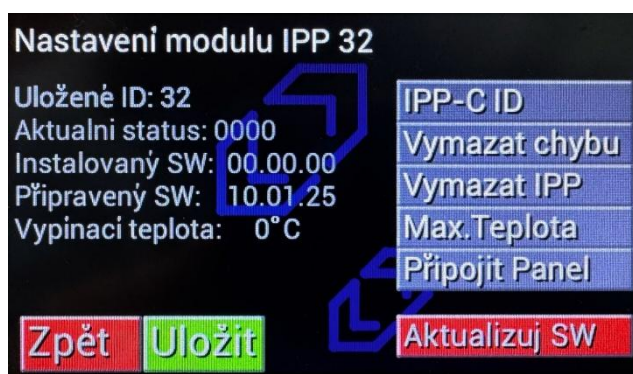 Nastavení modulu IPP 32
Uložené ID: 32
Aktualni status: 0000
Instalovaný SW: 00.00.00
Připravený SW: 10.01.25
Vypínací teplota: 0°C
IPP-C ID
Vymazat chybu
Vymazat IPP
Max.Teplota
Připojit Panel
Zpět
Uložit
Aktualizuj SW